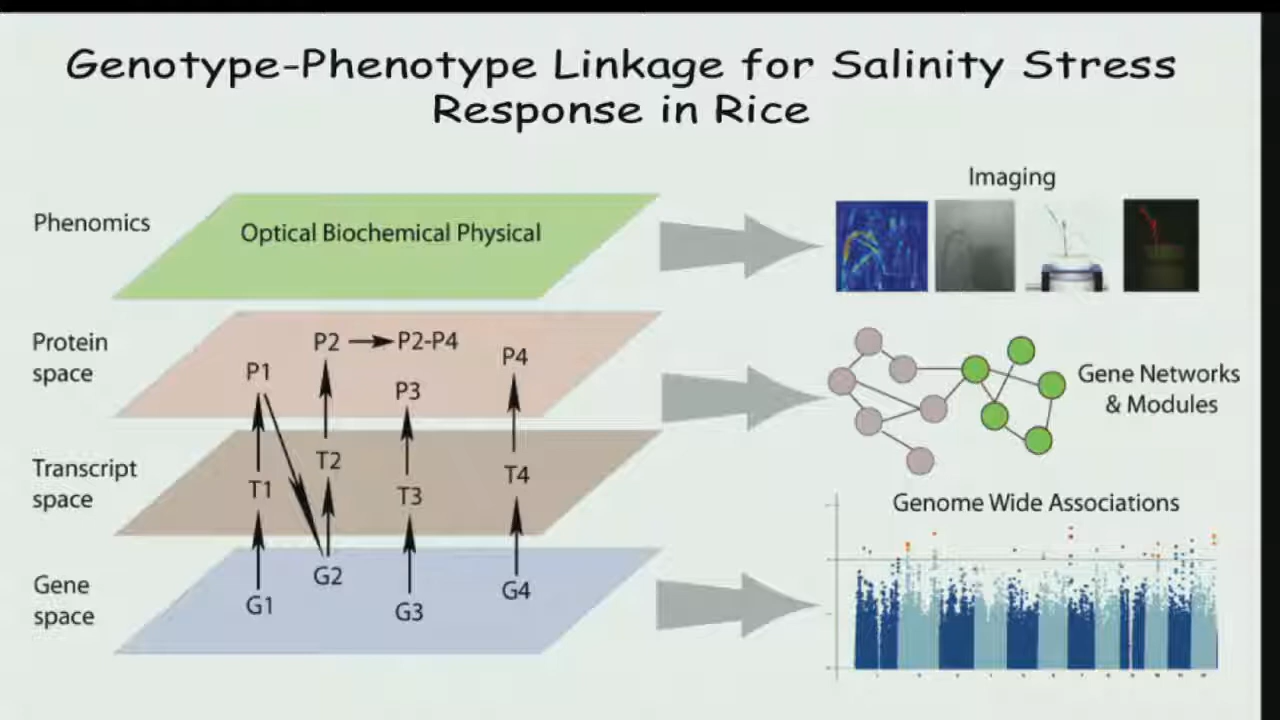 Genotype-Phenotype Linkage for Salinity Stress
Response in Rice
Phenomics
Optical Biochemical Physical
Imaging
Protein
space
P1
P2
P2-P4
P3
P4
Gene Networks
& Modules
Transcript
space
T1
T2
T3
T4
Genome Wide Associations
Gene
space
G1
G2
G3
G4